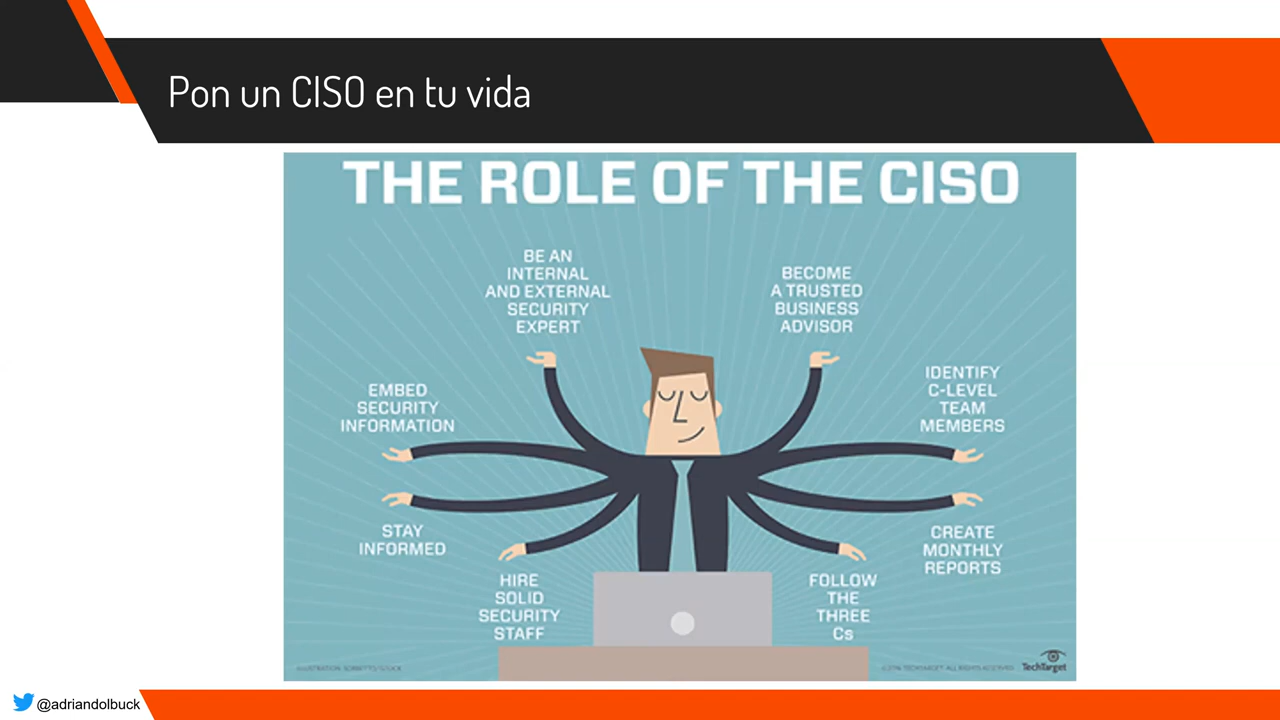 Pon un CISO en tu vida
THE ROLE OF THE CISO
BE AN
INTERNAL
AND EXTERNAL
SECURITY
EXPERT
BECOME
A TRUSTED
BUSINESS
ADVISOR
EMBED
SECURITY
INFORMATION
IDENTIFY
C-LEVEL
TEAM
MEMBERS
STAY
INFORMED
CREATE
MONTHLY
REPORTS
HIRE
SOLID
SECURITY
STAFF
FOLLOW
THE
THREE
Cs
TechTarget
@adriandolbuck